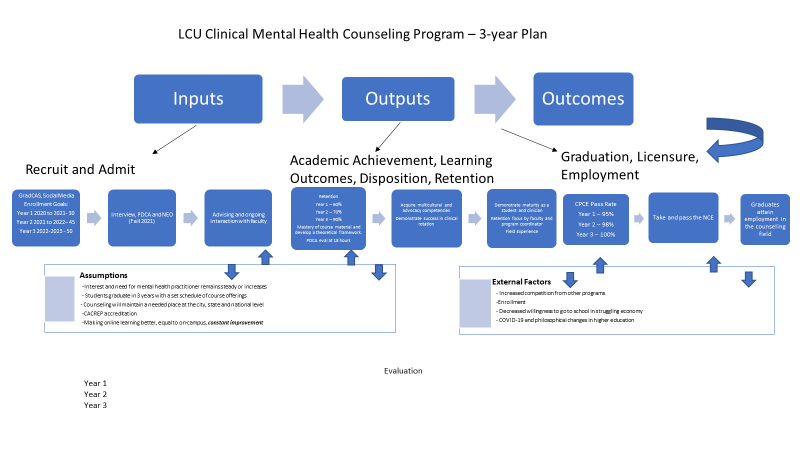 LCU Clinical Mental Health Counseling Program – 3-year Plan
Inputs
Outputs
Outcomes
Recruit and Admit
Academic Achievement, Learning
Outcomes, Disposition, Retention
Graduation, Licensure,
Employment
GradCAS, Social Media
Enrollment Goals:
Year 1 2020 to 2021- 30
Year 2 2021 to 2022– 45
Year 3 2022-2023 - 50
Interview, PDCA and NEO
(Fall 2021)
Advising and ongoing
interaction with faculty
Retention
Year 1 – 60%
Year 2 – 70%
Year 3 – 90%
Mastery of course material and
develop a theoretical framework.
PDCA eval at 18 hours
Acquire multicultural and
advocacy competencies
Demonstrate success in clinical
rotation
Demonstrate maturity as a
student and clinician
Retention focus by faculty and
program coordinator
Field Experience
CPCE Pass Rate
Year 1 – 95%
Year 2 – 98%
Year 3 – 100%
Take and pass the NCE
Graduates
attain
employment in
the counseling
field
Assumptions
-Interest and need for mental health practitioner remains steady or increases
- Students graduate in 3 years with a set schedule of course offerings
- Counseling will maintain a needed place at the city, state and national level
-CACREP accreditation
-Making online learning better, equal to on-campus, constant improvement
External Factors
- Increased competition from other programs
-Enrollment
- Decreased willingness to go to school in struggling economy
- COVID-19 and philosophical changes in higher education
Evaluation
Year 1
Year 2
Year 3